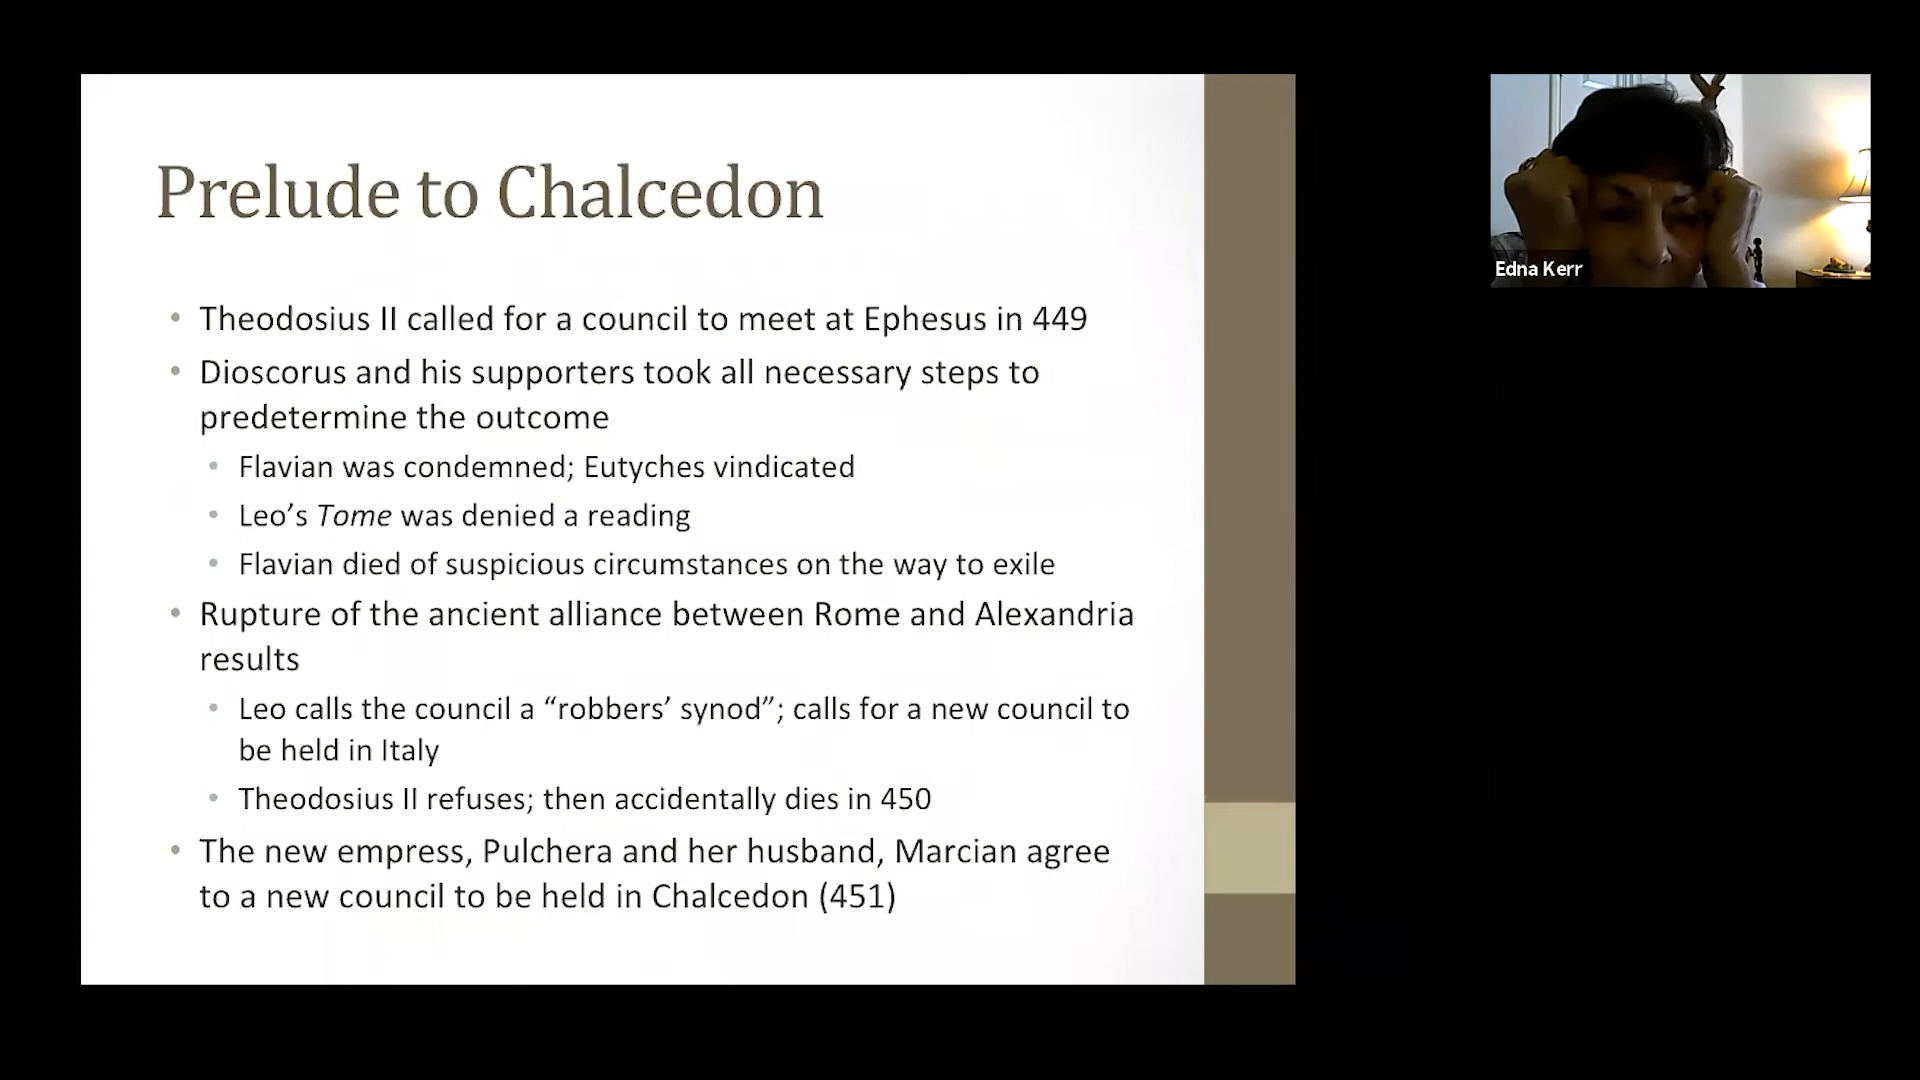 Prelude to Chalcedon
• Theodosius II called for a council to meet at Ephesus in 449
• Dioscorus and his supporters took all necessary steps to
predetermine the outcome
• Flavian was condemned; Eutyches vindicated
• Leo’s Tome was denied a reading
• Flavian died of suspicious circumstances on the way to exile
• Rupture of the ancient alliance between Rome and Alexandria
results
• Leo calls the council a “robbers’ synod”; calls for a new council to
be held in Italy
• Theodosius II refuses; then accidentally dies in 450
• The new empress, Pulchera and her husband, Marcian agree
to a new council to be held in Chalcedon (451)
Edna Kerr